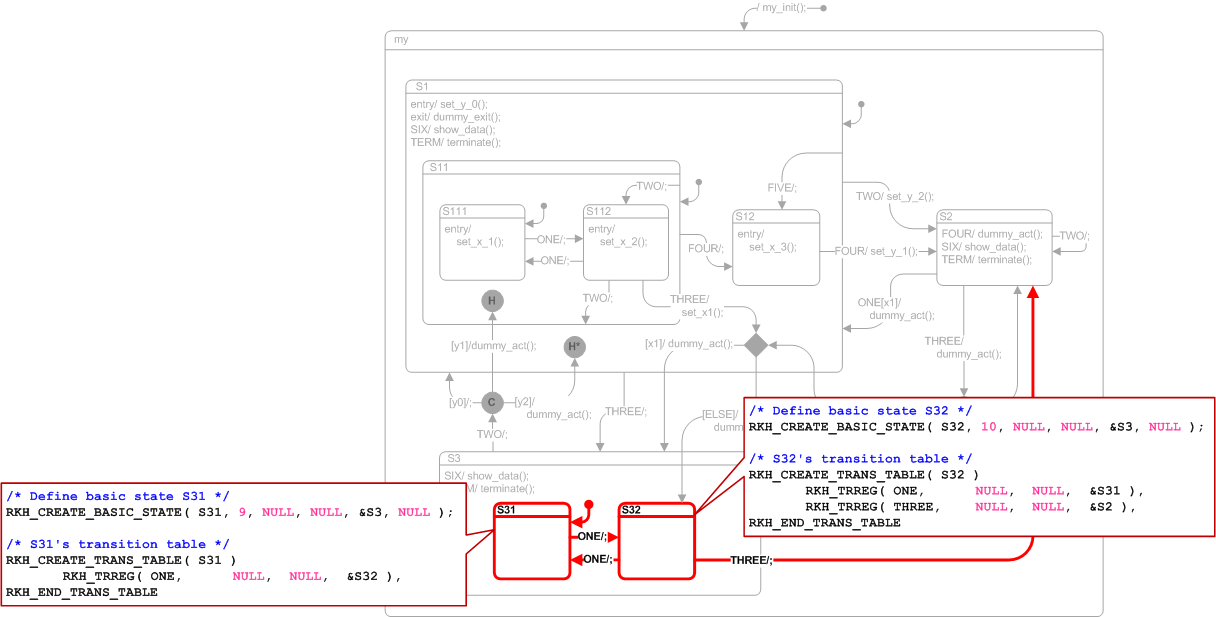 / my_init();
my
S1
entry/ set_y_0();
exit/ dummy_exit();
SIX/ show_data();
TERM/ terminate();
S11
TWO/;
S111
entry/
set_x_1();
ONE/;
ONE/;
S112
entry/
set_x_2();
FIVE/;
S12
entry/
set_x_3();
FOUR/;
TWO/ set_y_2();
FOUR/ set_y_1();
S2
FOUR/ dummy_act();
SIX/ show_data();
TERM/ terminate();
TWO/;
H
TWO/;
THREE/
set_x1();
ONE[x1]/
dummy_act();
[y1]/dummy_act();
H*
[x1]/ dummy_act();
THREE/
dummy_act();
[y0]/;
C
[y2]/
dummy_act();
THREE/;
[ELSE]/
dumm
TWO/;
S3
SIX/ show_data();
M/ terminate();
/* Define basic state S32 */
RKH_CREATE_BASIC_STATE( S32, 10, NULL, NULL, &S3, NULL );
/* S32's transition table */
RKH_CREATE_TRANS_TABLE( S32 )
RKH_TRREG( ONE, NULL, NULL, &S31 ),
RKH_TRREG( THREE, NULL, NULL, &S2 ),
RKH_END_TRANS_TABLE
/* Define basic state S31 */
RKH_CREATE_BASIC_STATE( S31, 9, NULL, NULL, &S3, NULL );
/* S31's transition table */
RKH_CREATE_TRANS_TABLE( S31 )
RKH_TRREG( ONE, NULL, NULL, &S32 ),
RKH_END_TRANS_TABLE
S31
S32
ONE/;
ONE/;
THREE/;